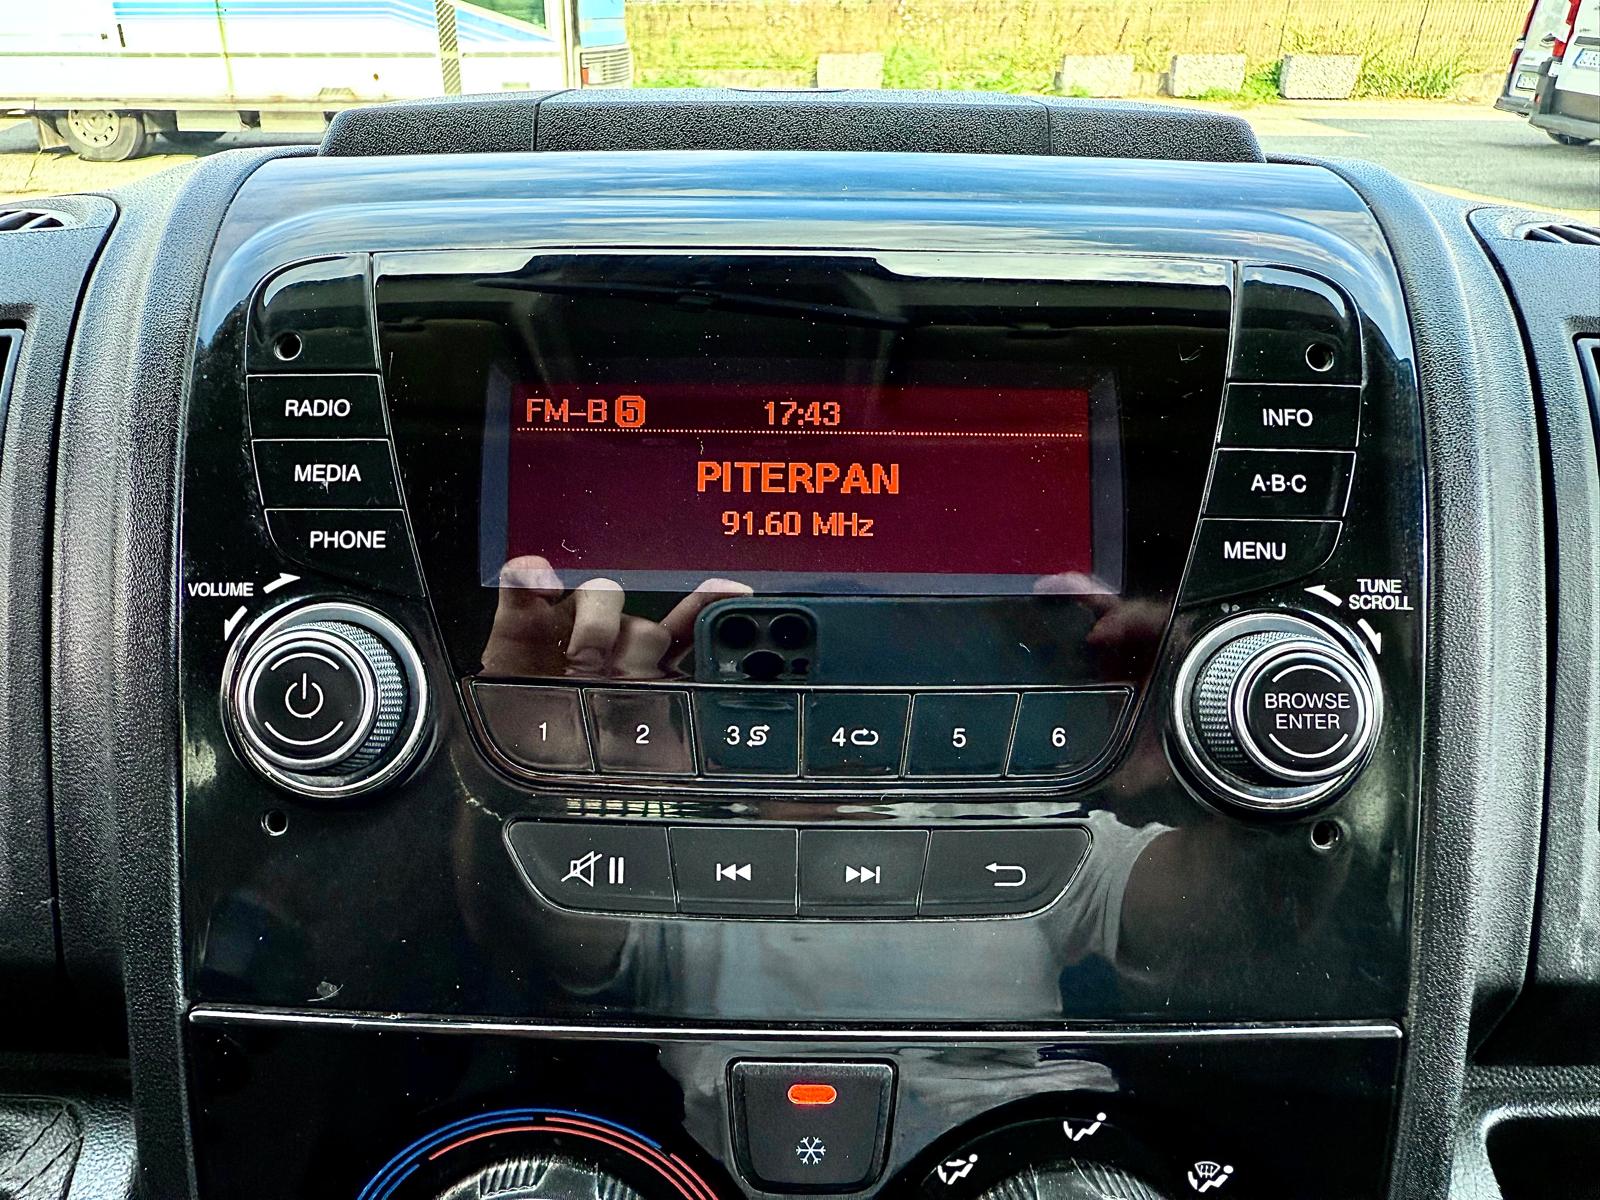 FM-B 5 17:43
PITERPAN
91.60 MHz
RADIO
MEDIA
PHONE
VOLUME
INFO
A·B·C
MENU
TUNE
SCROLL
BROWSE
ENTER
1 2 3 4 5 6